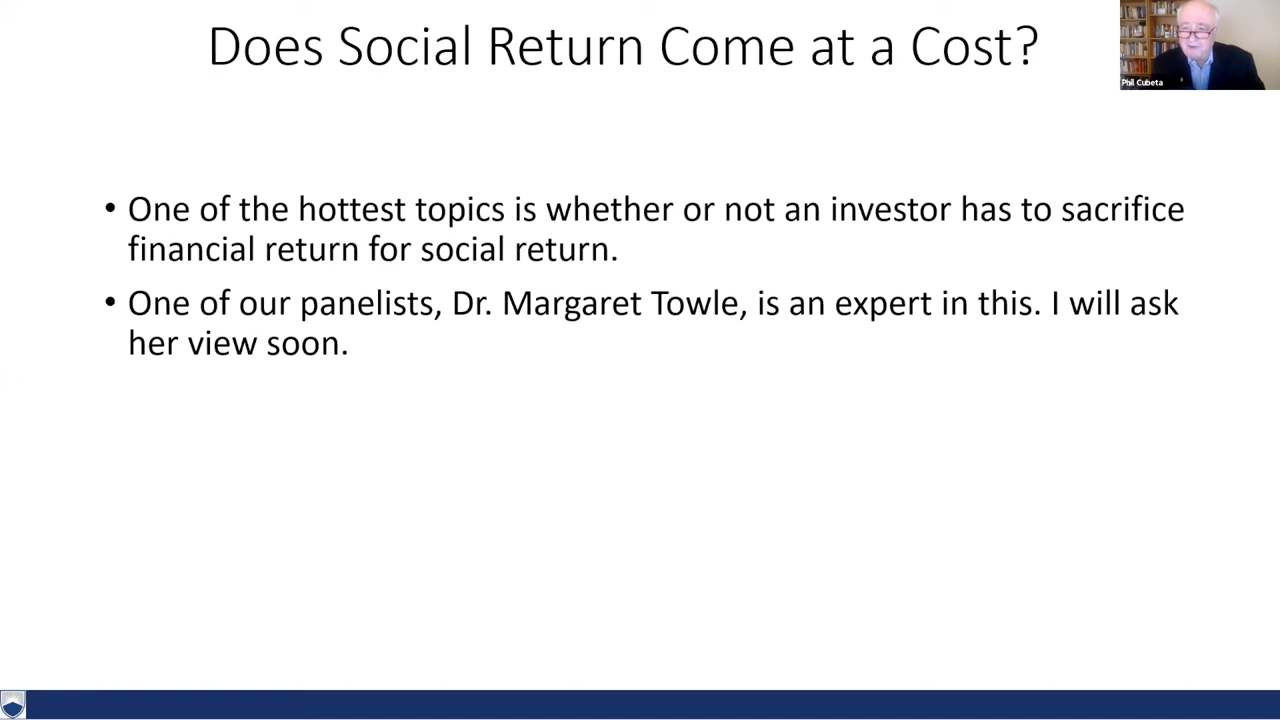 Does Social Return Come at a Cost?
Phil Cubeta
• One of the hottest topics is whether or not an investor has to sacrifice
financial return for social return.
• One of our panelists, Dr. Margaret Towle, is an expert in this. I will ask
her view soon.